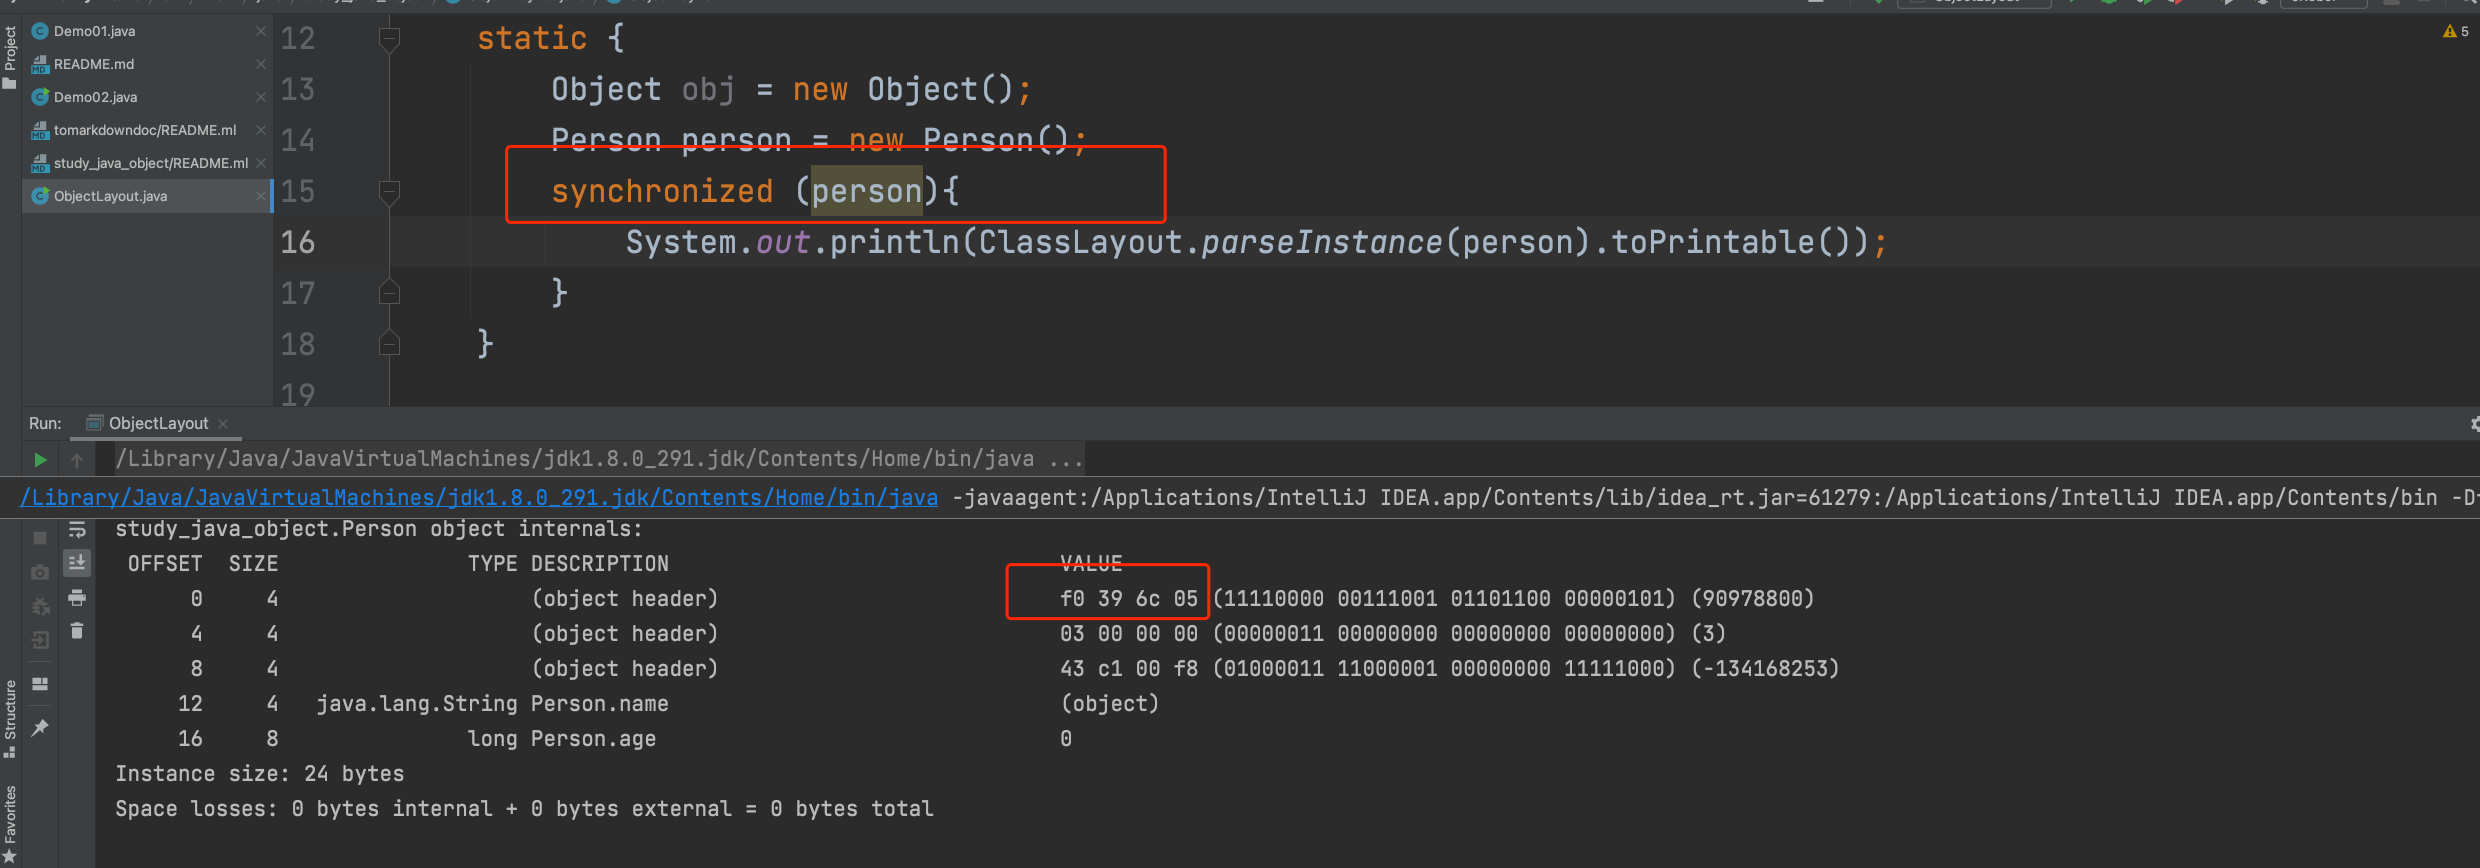 Project
Demo01.java
README.md
Demo02.java
tomarkdowndoc/README.ml
study_java_object/README.ml
ObjectLayout.java
5
12 static {
13 Object obj = new Object();
14 Person person = new Person();
15 synchronized (person){
16 System.out.println(ClassLayout.parseInstance(person).toPrintable());
17 }
18 }
19
Run: ObjectLayout
/Library/Java/JavaVirtualMachines/jdk1.8.0_291.jdk/Contents/Home/bin/java ...
/Library/Java/JavaVirtualMachines/jdk1.8.0_291.jdk/Contents/Home/bin/java -javaagent:/Applications/IntelliJ IDEA.app/Contents/lib/idea_rt.jar=61279:/Applications/IntelliJ IDEA.app/Contents/bin
study_java_object.Person object internals:
OFFSET SIZE TYPE DESCRIPTION VALUE
0 4 (object header) f0 39 6c 05 (11110000 00111001 01101100 00000101) (90978800)
4 4 (object header) 03 00 00 00 (00000011 00000000 00000000 00000000) (3)
8 4 (object header) 43 c1 00 f8 (01000011 11000001 00000000 11111000) (-134168253)
12 4 java.lang.String Person.name (object)
16 8 long Person.age 0
Instance size: 24 bytes
Space losses: 0 bytes internal + 0 bytes external = 0 bytes total
Structure
Favorites